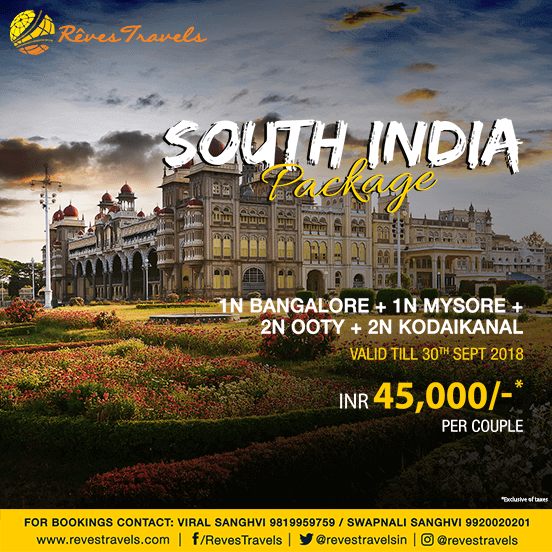 RêvesTravels
SOUTH INDIA
Package
1N BANGALORE + 1N MYSORE +
2N OOTY + 2N KODAIKANAL
VALID TILL 30TH SEPT 2018
INR 45,000/-*
PER COUPLE
*Exclusive of taxes
FOR BOOKINGS CONTACT: VIRAL SANGHVI 9819959759 / SWAPNALI SANGHVI 9920020201
www.revestravels.com | f/RevesTravels | @revestravelsin | @revestravels